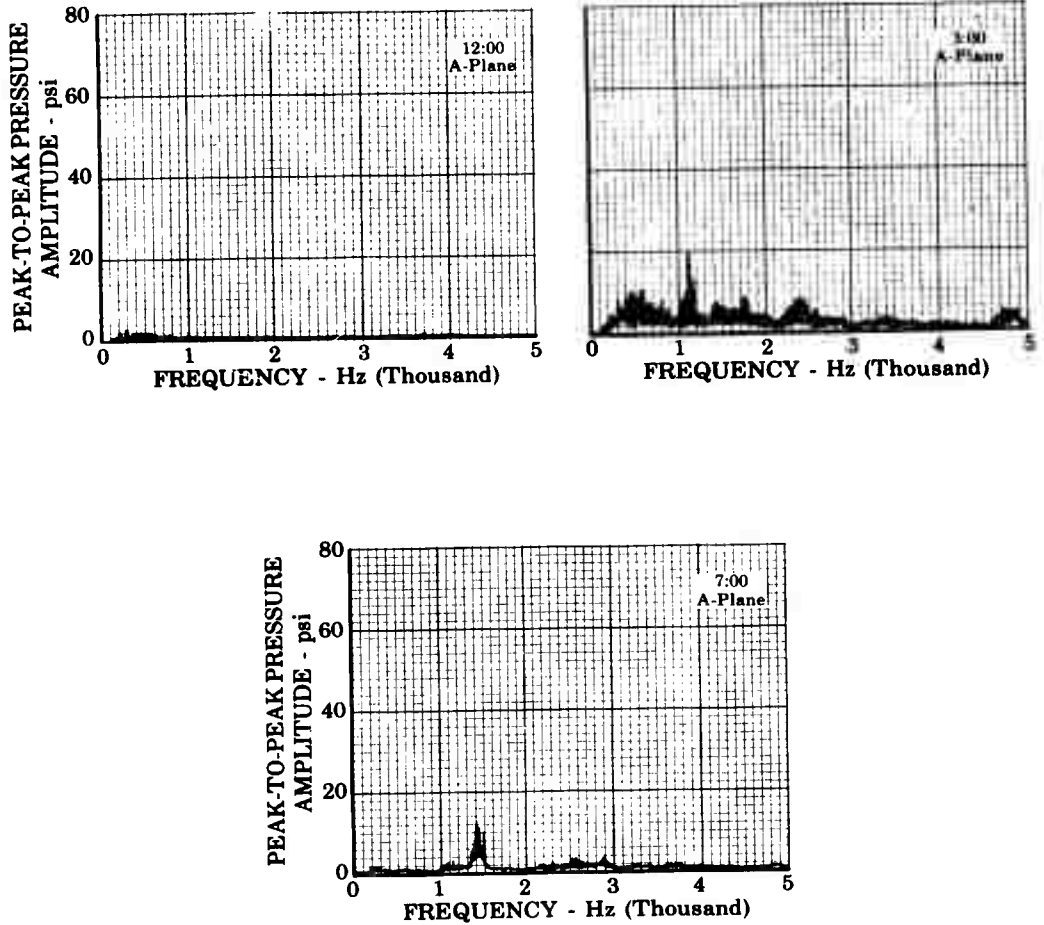 PEAK-TO-PEAK PRESSURE
AMPLITUDE - psi
80
60
40
20
0
12:00
A-Plane
0 1 2 3 4 5
FREQUENCY - Hz (Thousand)
A-Plane
0 1 2 3 4 5
FREQUENCY - Hz (Thousand)
PEAK-TO-PEAK PRESSURE
AMPLITUDE - psi
80
60
40
20
0
7:00
A-Plane
0 1 2 3 4 5
FREQUENCY - Hz (Thousand)